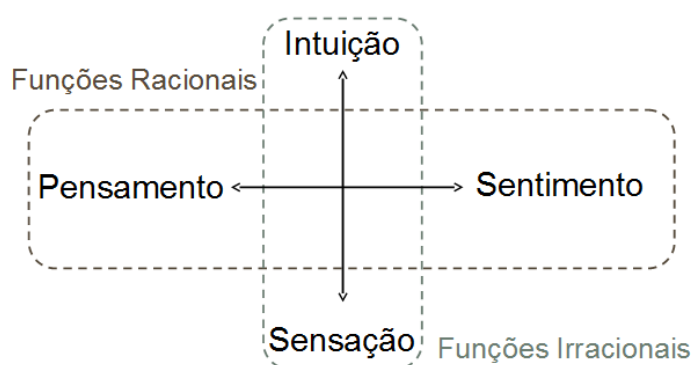 Intuição
Funções Racionais
Pensamento
Sentimento
Sensação
Funções Irracionais